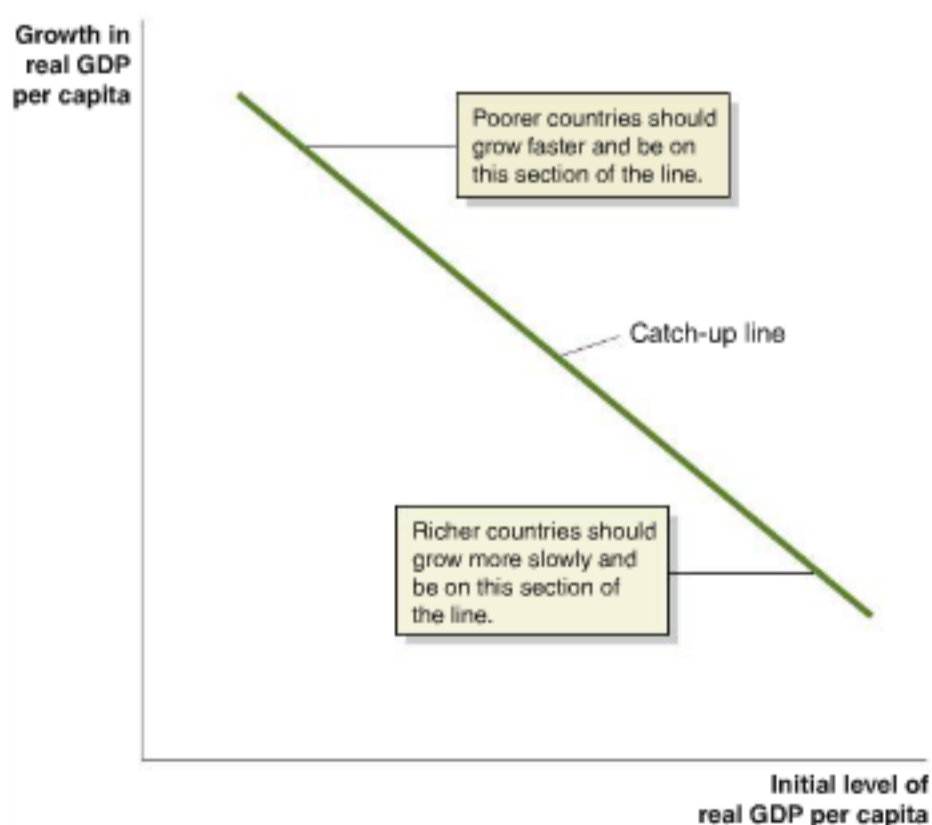 Growth in
real GDP
per capita
Poorer countries should
grow faster and be on
this section of the line.
Catch-up line
Richer countries should
grow more slowly and
be on this section of
the line.
Initial level of
real GDP per capita